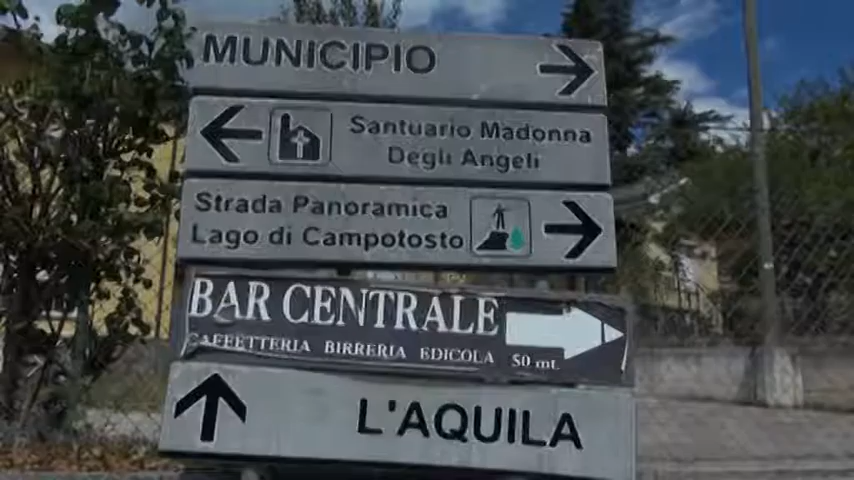 MUNICIPIO
Santuario Madonna
Degli Angeli
Strada Panoramica
Lago di Campotosto
BAR CENTRALE
CAFFETTERIA BIRRERIA EDICOLA 50 mt.
L'AQUILA